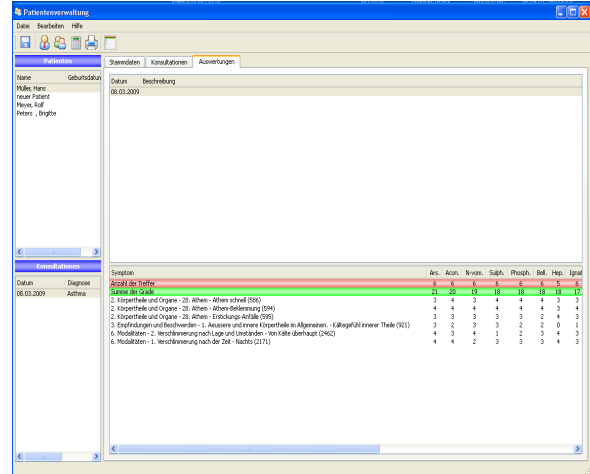 Patientenverwaltung
Datei Bearbeiten Hilfe
Patienten
Stammdaten Konsultationen Auswertungen
Name Geburtsdatun
Müller, Hans
neuer Patient
Meyer, Rolf
Peters , Brigitte
Datum Beschreibung
08.03.2009
Konsultationen
Datum Diagnose
08.03.2009 Asthma
Symptom Ars. Acon. N-vom. Sulph. Phosph. Bell. Hep. Ignat
Anzahl der Treffer 6 6 6 6 6 6 5 6
Summe der Grade 21 20 19 18 18 18 18 17
2. Körpertheile und Organe - 28. Athem - Athem schnell (586) 3 4 3 4 4 4 3 3
2. Körpertheile und Organe - 28. Athem - Athem-Beklemmung (594) 4 4 4 4 4 4 3 4
2. Körpertheile und Organe - 28. Athem - Erstickungs-Anfälle (595) 3 3 3 3 3 2 4 3
3. Empfindungen und Beschwerden - 1. Aeussere und innere Körpertheile im Allgemeinen. - Kältegefühl innerer Theile (921) 3 2 3 3 2 2 0 1
6. Modalitäten - 2. Verschlimmerung nach Lage und Umständen - Von Kälte überhaupt (2462) 4 3 4 1 2 3 4 3
6. Modalitäten - 1. Verschlimmerung nach der Zeit - Nachts (2171) 4 4 2 3 3 3 4 3